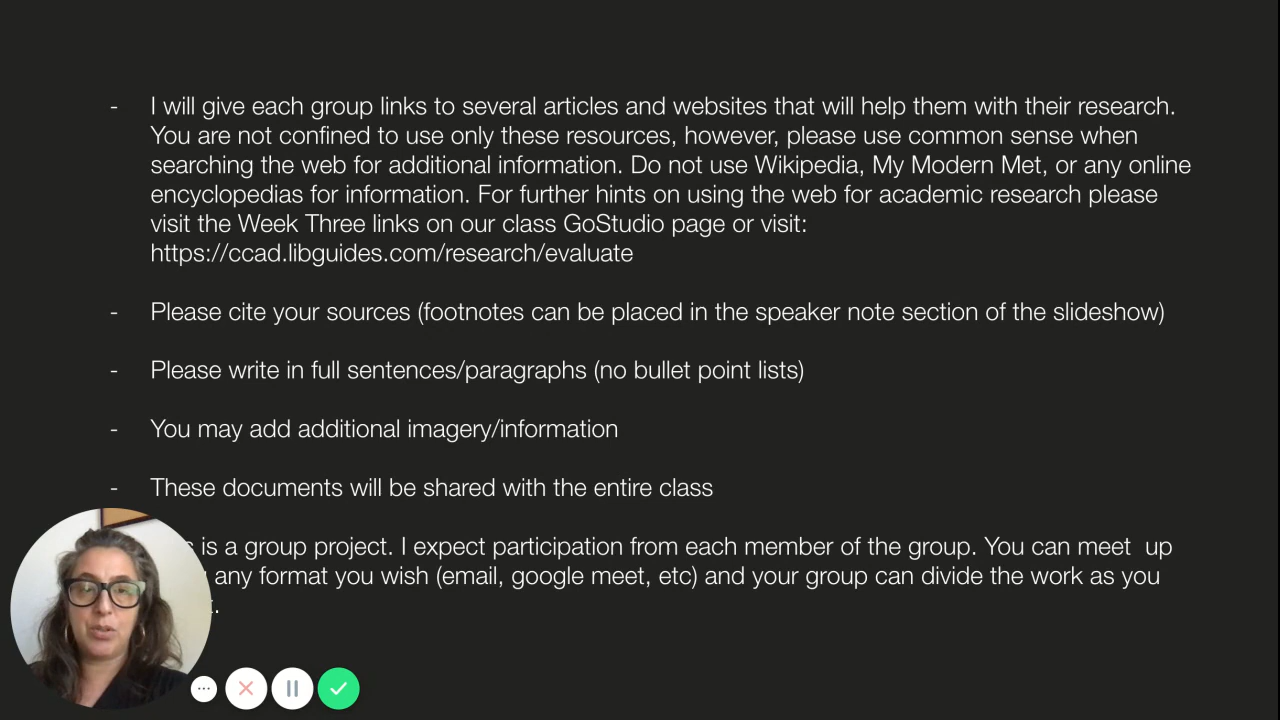 - I will give each group links to several articles and websites that will help them with their research.
You are not confined to use only these resources, however, please use common sense when
searching the web for additional information. Do not use Wikipedia, My Modern Met, or any online
encyclopedias for information. For further hints on using the web for academic research please
visit the Week Three links on our class GoStudio page or visit:
https://ccad.libguides.com/research/evaluate
- Please cite your sources (footnotes can be placed in the speaker note section of the slideshow)
- Please write in full sentences/paragraphs (no bullet point lists)
- You may add additional imagery/information
- These documents will be shared with the entire class
is a group project. I expect participation from each member of the group. You can meet  up
any format you wish (email, google meet, etc) and your group can divide the work as you